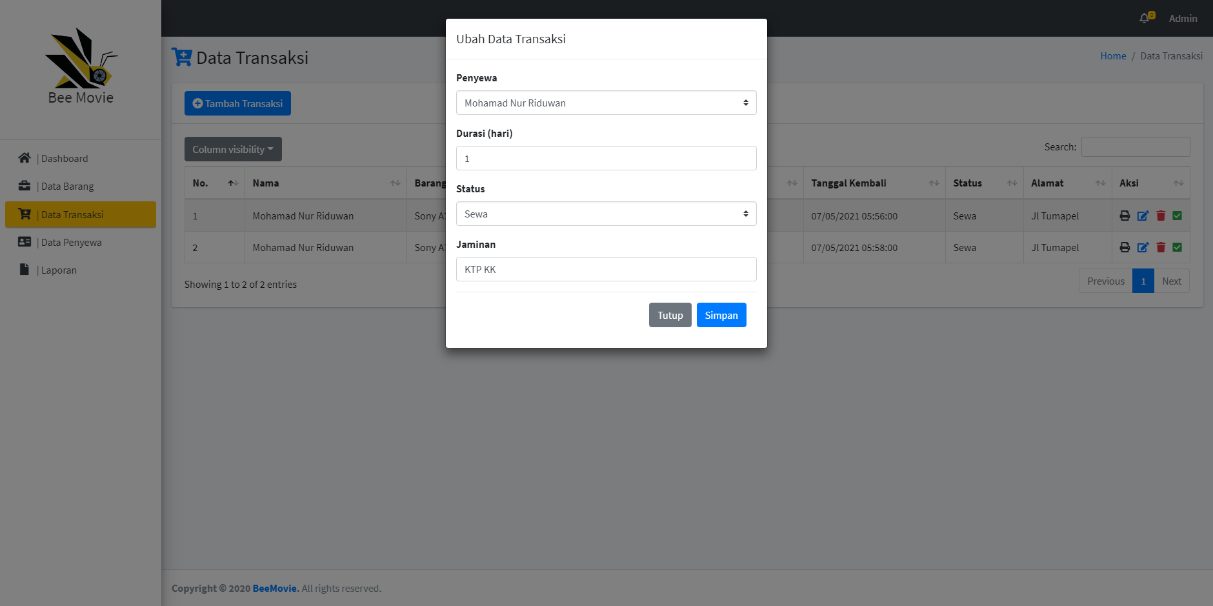 Bee Movie
| Dashboard
| Data Barang
| Data Transaksi
| Data Penyewa
| Laporan
Admin
Data Transaksi
Home / Data Transaksi
Tambah Transaksi
Column visibility
Search:
No. Nama Barang Tanggal Kembali Status Alamat Aksi
1 Mohamad Nur Riduwan Sony 07/05/2021 05:56:00 Sewa Jl Tumapel
2 Mohamad Nur Riduwan Sony 07/05/2021 05:58:00 Sewa Jl Tumapel
Showing 1 to 2 of 2 entries
Previous 1 Next
Ubah Data Transaksi
Penyewa
Mohamad Nur Riduwan
Durasi (hari)
1
Status
Sewa
Jaminan
KTP KK
Tutup Simpan
Copyright © 2020 BeeMovie. All rights reserved.